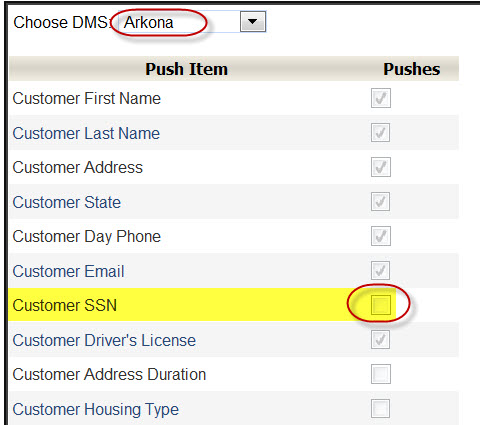 Choose DMS: Arkona
Push Item Pushes
Customer First Name
Customer Last Name
Customer Address
Customer State
Customer Day Phone
Customer Email
Customer SSN
Customer Driver's License
Customer Address Duration
Customer Housing Type